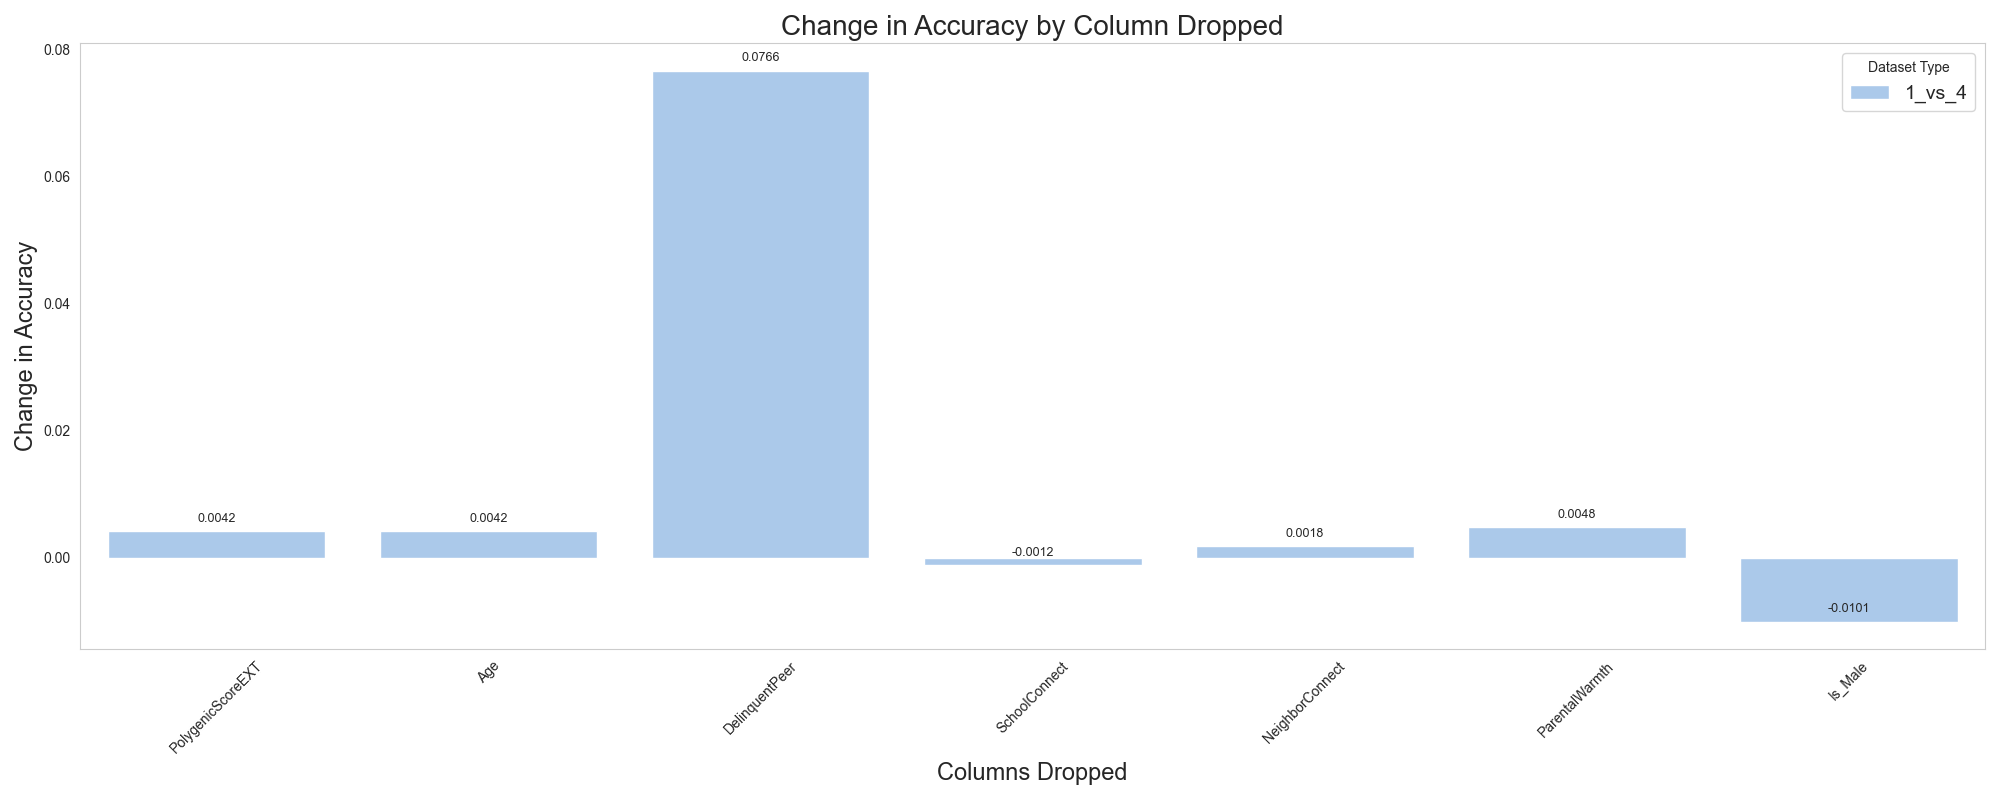 Change in Accuracy by Column Dropped
Dataset Type
1_vs_4
Change in Accuracy
0.08
0.06
0.04
0.02
0.00
0.0042
0.0042
0.0766
-0.0012
0.0018
0.0048
-0.0101
PolygenicScoreEXT
Age
DelinquentPeer
SchoolConnect
NeighborConnect
ParentalWarmth
Is_Male
Columns Dropped